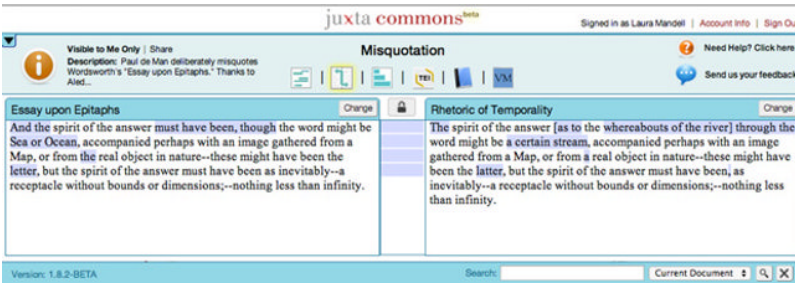 juxta commons beta
Signed in as Laura Mandell | Account Info | Sign Ou
Visible to Me Only | Share
Description: Paul de Man deliberately misquotes
Wordsworth's "Essay upon Epitaphs." Thanks to
Aled...
Misquotation
TEI
VM
Need Help? Click here
Send us your feedback
Essay upon Epitaphs
Change
And the spirit of the answer must have been, though the word might be
Sea or Ocean, accompanied perhaps with an image gathered from a
Map, or from the real object in nature--these might have been the
letter, but the spirit of the answer must have been as inevitably--a
receptacle without bounds or dimensions;--nothing less than infinity.
Rhetoric of Temporality
Change
The spirit of the answer [as to the whereabouts of the river] through the
word might be a certain stream, accompanied perhaps with an image
gathered from a Map, or from a real object in nature--these might have
been the latter, but the spirit of the answer must have been, as
inevitably--a receptacle without bounds or dimensions;--nothing less
than infinity.
Version: 1.8.2-BETA
Search:
Current Document